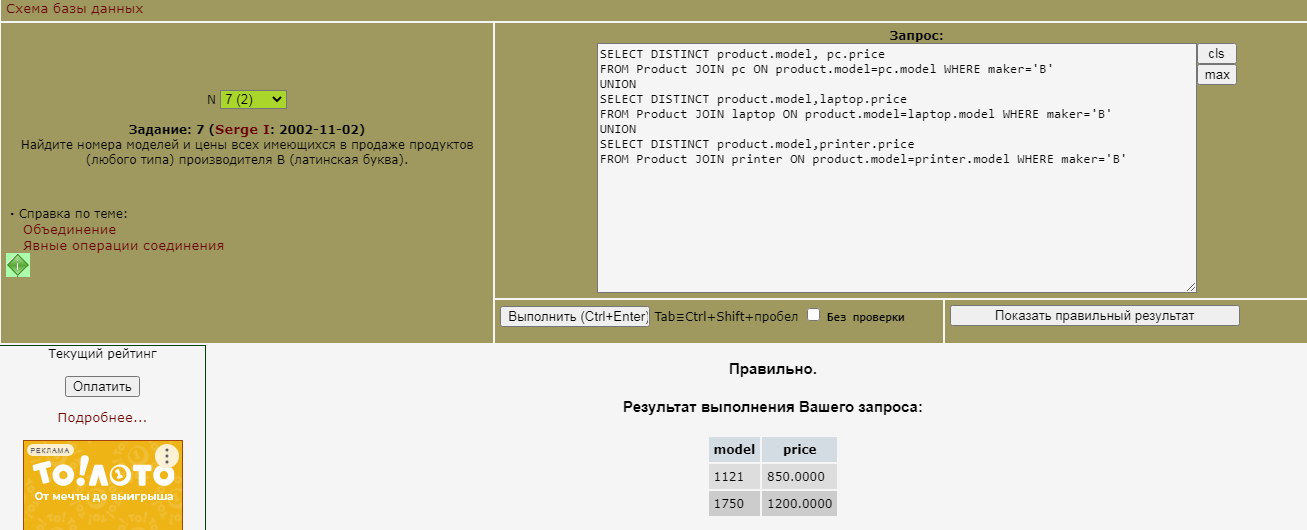 Схема базы данных
N 7 (2)
Задание: 7 (Serge I: 2002-11-02)
Найдите номера моделей и цены всех имеющихся в продаже продуктов
(любого типа) производителя B (латинская буква).
· Справка по теме:
Объединение
Явные операции соединения
Запрос:
SELECT DISTINCT product.model, pc.price
FROM Product JOIN pc ON product.model=pc.model WHERE maker='B'
UNION
SELECT DISTINCT product.model,laptop.price
FROM Product JOIN laptop ON product.model=laptop.model WHERE maker='B'
UNION
SELECT DISTINCT product.model,printer.price
FROM Product JOIN printer ON product.model=printer.model WHERE maker='B'
cls
max
Выполнить (Ctrl+Enter) Tab≡Ctrl+Shift+пробел Без проверки
Показать правильный результат
Текущий рейтинг
Оплатить
Подробнее...
РЕКЛАМА
ТО!ЛОТО
От мечты до выигрыша
Правильно.
Результат выполнения Вашего запроса:
model price
1121 850.0000
1750 1200.0000